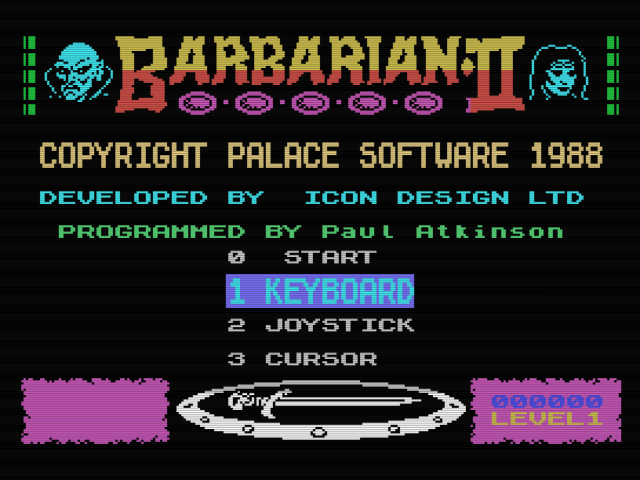 BARBARIAN·II
COPYRIGHT PALACE SOFTWARE 1988
DEVELOPED BY ICON DESIGN LTD
PROGRAMMED BY Paul Atkinson
0 START
1 KEYBOARD
2 JOYSTICK
3 CURSOR
000000
LEVEL1